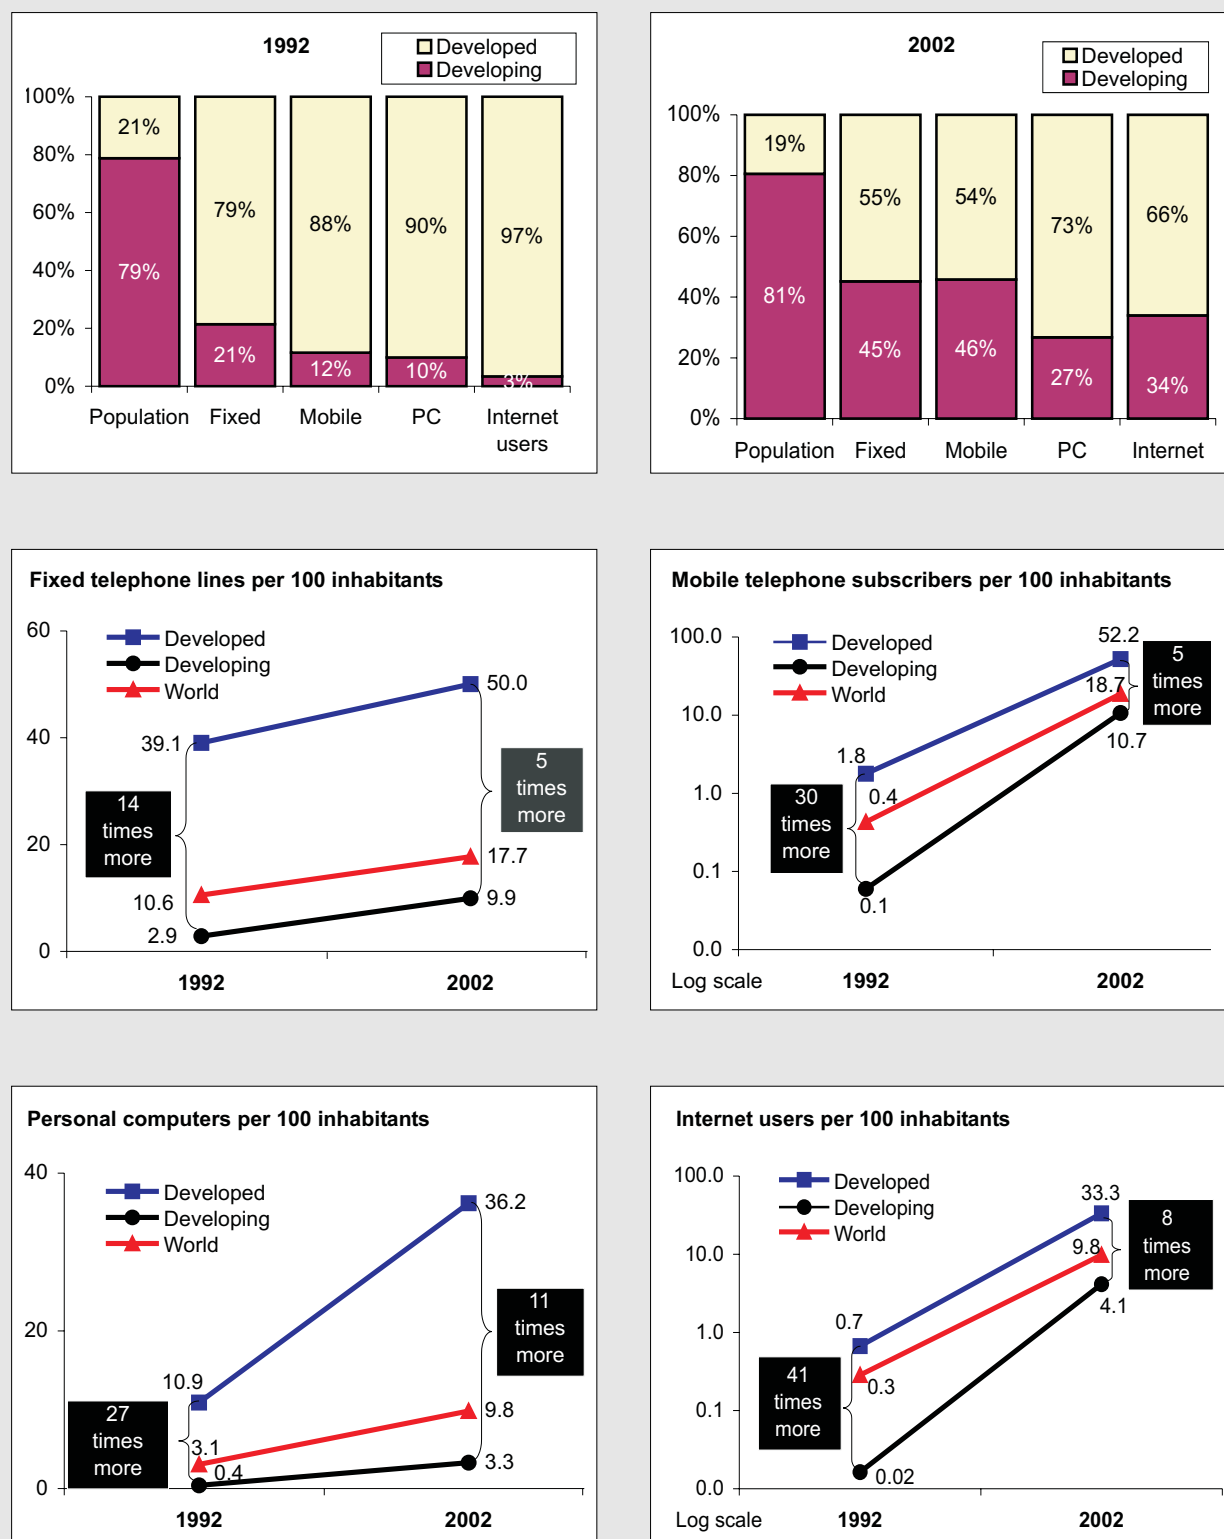 1992
Developed
Developing
100%
80%
60%
40%
20%
0%
21%
79%
79%
21%
88%
12%
90%
10%
97%
3%
Population
Fixed
Mobile
PC
Internet
users
2002
Developed
Developing
100%
80%
60%
40%
20%
0%
19%
81%
55%
45%
54%
46%
73%
27%
66%
34%
Population
Fixed
Mobile
PC
Internet
Fixed telephone lines per 100 inhabitants
Developed
Developing
World
60
40
20
0
39.1
10.6
2.9
50.0
17.7
9.9
14
times
more
5
times
more
1992
2002
Mobile telephone subscribers per 100 inhabitants
Developed
Developing
World
100.0
10.0
1.0
0.1
0.0
1.8
0.4
0.1
52.2
18.7
10.7
30
times
more
5
times
more
Log scale
1992
2002
Personal computers per 100 inhabitants
Developed
Developing
World
40
20
0
10.9
3.1
0.4
36.2
9.8
3.3
27
times
more
11
times
more
1992
2002
Internet users per 100 inhabitants
Developed
Developing
World
100.0
10.0
1.0
0.1
0.0
0.7
0.3
0.02
33.3
9.8
4.1
41
times
more
8
times
more
Log scale
1992
2002